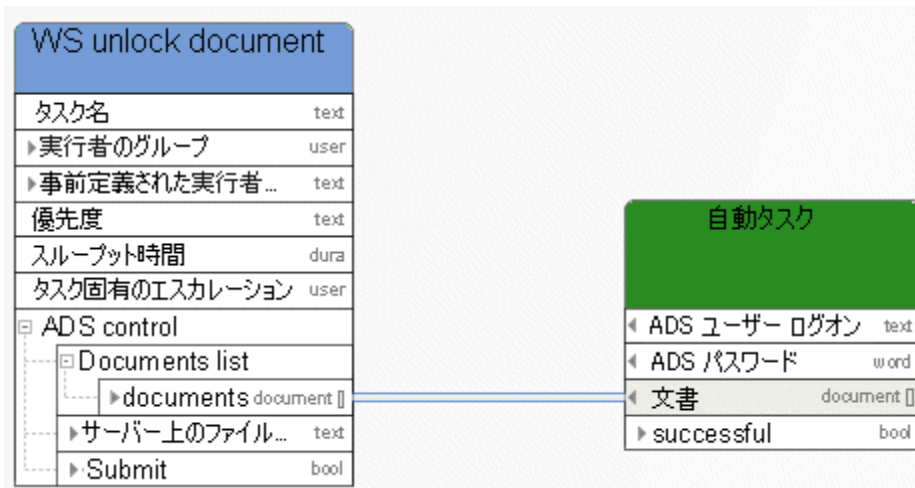 WS unlock document
タスク名 text
実行者のグループ user
事前定義された実行者... text
優先度 text
スループット時間 dura
タスク固有のエスカレーション user
ADS control
Documents list
documents document []
サーバー上のファイル... text
Submit bool
自動タスク
ADS ユーザー ログオン text
ADS パスワード word
文書 document []
successful bool